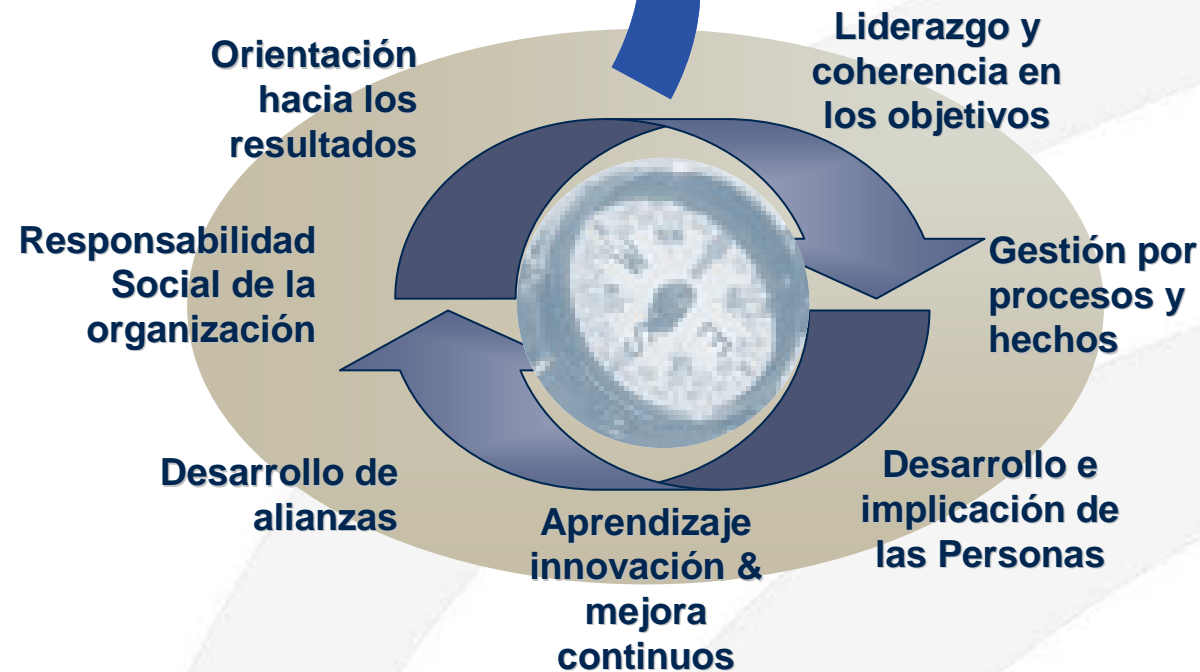 Orientación
hacia los
resultados
Liderazgo y
coherencia en
los objetivos
Gestión por
procesos y
hechos
Desarrollo e
implicación de
las Personas
Aprendizaje
innovación &
mejora
continuos
Desarrollo de
alianzas
Responsabilidad
Social de la
organización